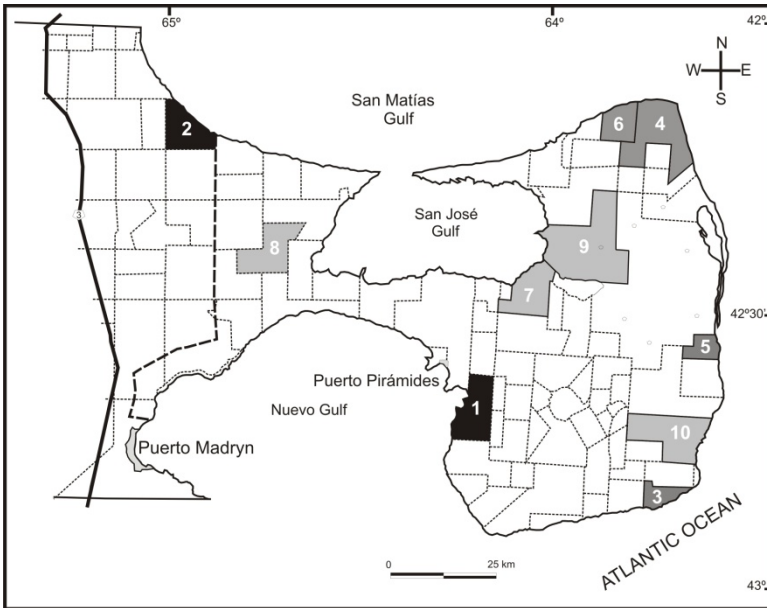 65º
64º
42º
N
W E
S
San Matías
Gulf
6
4
2
3
San José
Gulf
9
8
7
42º30
5
Puerto Pirámides
Nuevo Gulf
1
10
Puerto Madryn
3
ATLANTIC OCEAN
0 25 km
43º